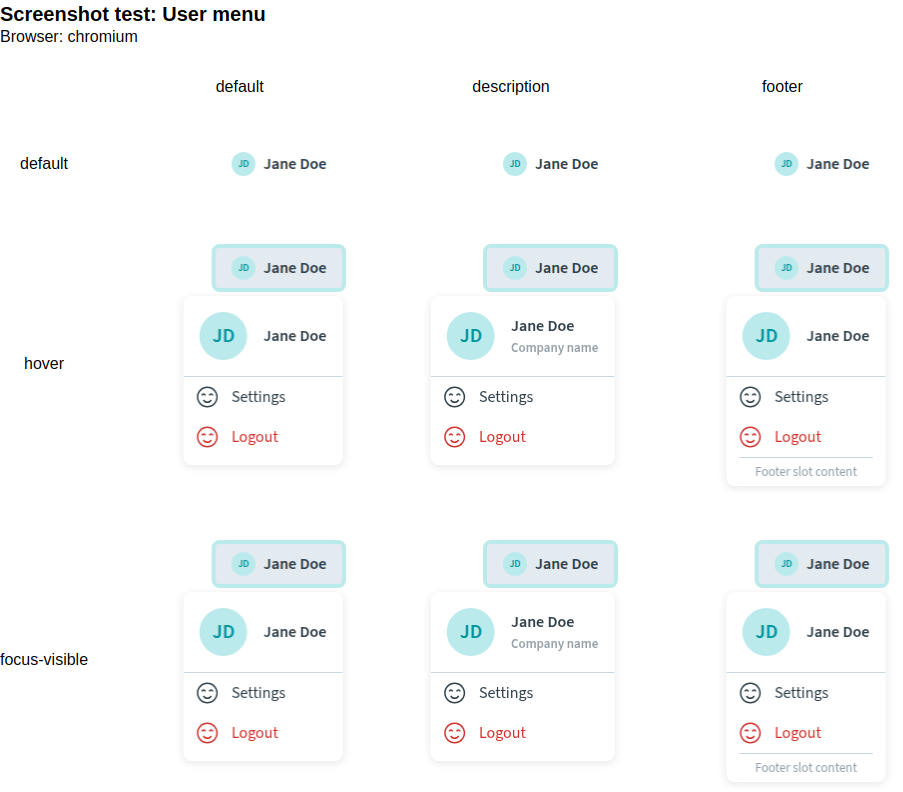 Screenshot test: User menu
Browser: chromium
default description footer
default JD Jane Doe JD Jane Doe JD Jane Doe
JD Jane Doe JD Jane Doe JD Jane Doe
JD Jane Doe JD Jane Doe Company name JD Jane Doe
hover
Settings Settings Settings
Logout Logout Logout
Footer slot content
JD Jane Doe JD Jane Doe JD Jane Doe
JD Jane Doe JD Jane Doe Company name JD Jane Doe
focus-visible
Settings Settings Settings
Logout Logout Logout
Footer slot content